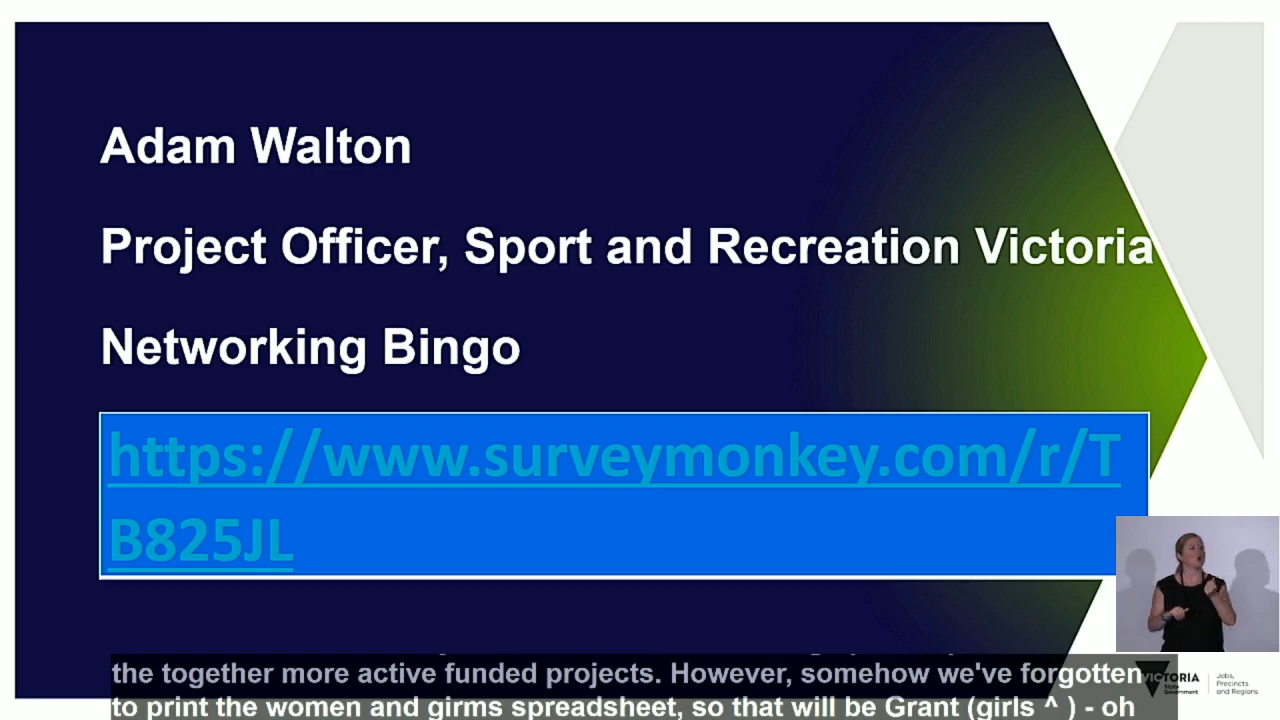 Adam Walton
Project Officer, Sport and Recreation Victoria
Networking Bingo
https://www.surveymonkey.com/r/T
B825JL
the together more active funded projects. However, somehow we've forgotten
to print the women and girms spreadsheet, so that will be Grant (girls ^ ) - oh
VICTORIA
State
Government
Jobs,
Precincts
and Regions